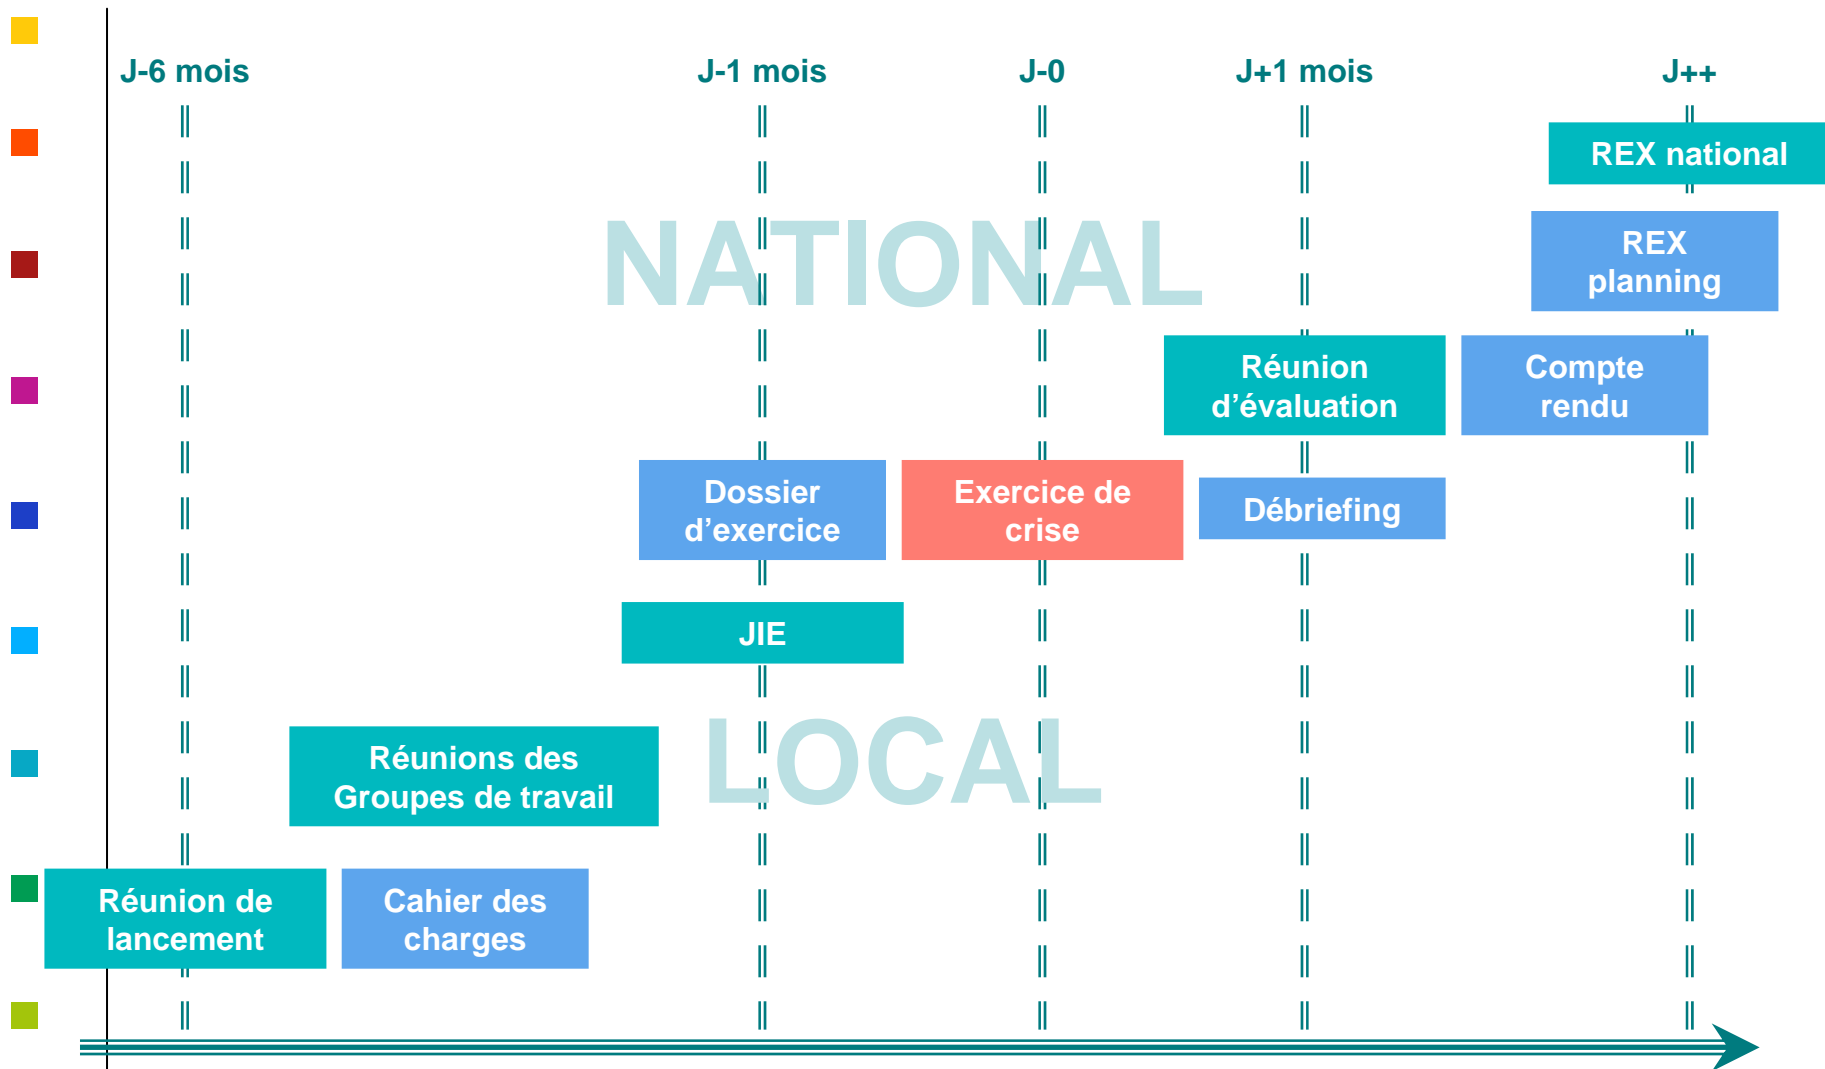 J-6 mois J-1 mois J-0 J+1 mois J++
REX national
NATIONAL
REX
planning
Réunion
d’évaluation
Compte
rendu
Dossier
d’exercice
Exercice de
crise
Débriefing
JIE
LOCAL
Réunions des
Groupes de travail
Réunion de
lancement
Cahier des
charges